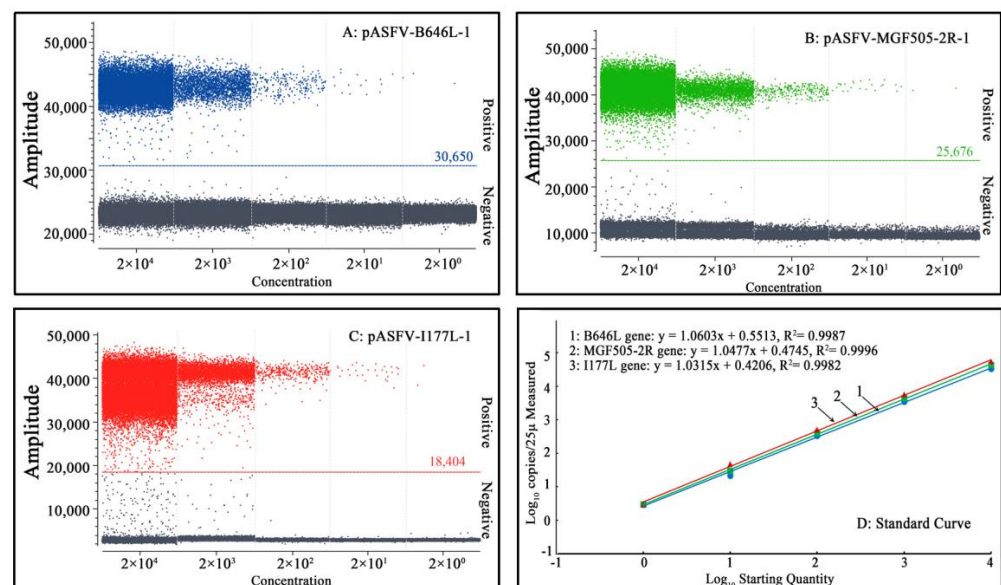 A: pASFV-B646L-1
50,000
40,000
30,000
20,000
Amplitude
30,650
Positive
Negative
2×10⁴ 2×10³ 2×10² 2×10¹ 2×10⁰
Concentration
B: pASFV-MGF505-2R-1
50,000
40,000
30,000
20,000
10,000
Amplitude
25,676
Positive
Negative
2×10⁴ 2×10³ 2×10² 2×10¹ 2×10⁰
Concentration
C: pASFV-I177L-1
50,000
40,000
30,000
20,000
10,000
Amplitude
18,404
Positive
Negative
2×10⁴ 2×10³ 2×10² 2×10¹ 2×10⁰
Concentration
1: B646L gene: y = 1.0603x + 0.5513, R²= 0.9987
2: MGF505-2R gene: y = 1.0477x + 0.4745, R²= 0.9996
3: I177L gene: y = 1.0315x + 0.4206, R²= 0.9982
5
4
3
2
1
0
-1
Log₁₀ copies/25μ Measured
3 2 1
D: Standard Curve
-1 0 1 2 3 4
Log₁₀ Starting Quantity